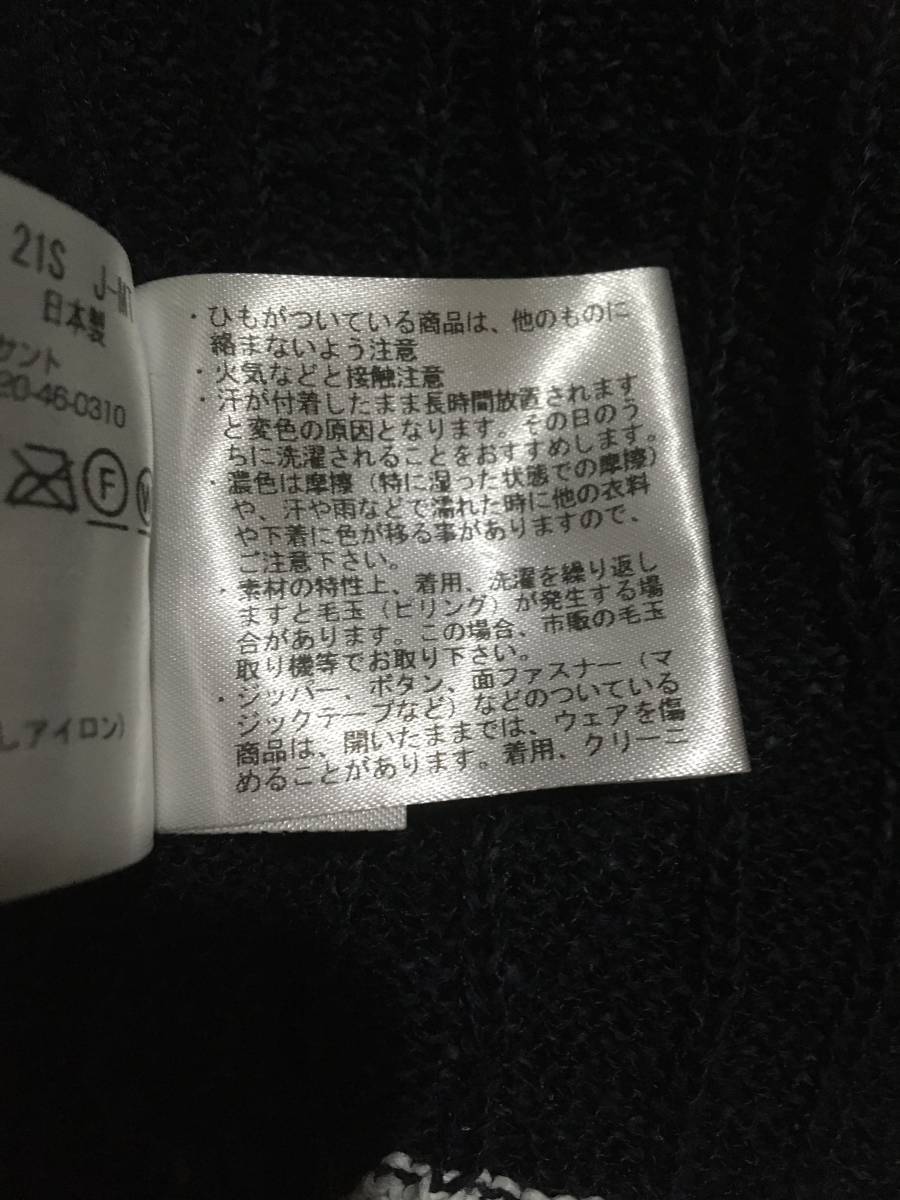 21S J-MT
日本製
サント
20-46-0310
F
しアイロン)
・ひもがついている商品は、他のものに
絡まないよう注意
・火気などと接触注意
・汗が付着したまま長時間放置されます
と変色の原因となります。その日のう
ちに洗濯されることをおすすめします。
・濃色は摩擦（特に湿った状態での摩擦）
や、汗や雨などで濡れた時に他の衣料
や下着に色が移る事がありますので、
ご注意下さい。
・素材の特性上、着用、洗濯を繰り返し
ますと毛玉（ピリング）が発生する場
合があります。この場合、市販の毛玉
取り機等でお取り下さい。
・ジッパー、ボタン、面ファスナー（マ
ジックテープなど）などのついている
商品は、開いたままでは、ウェアを傷
めることがあります。着用、クリーニ